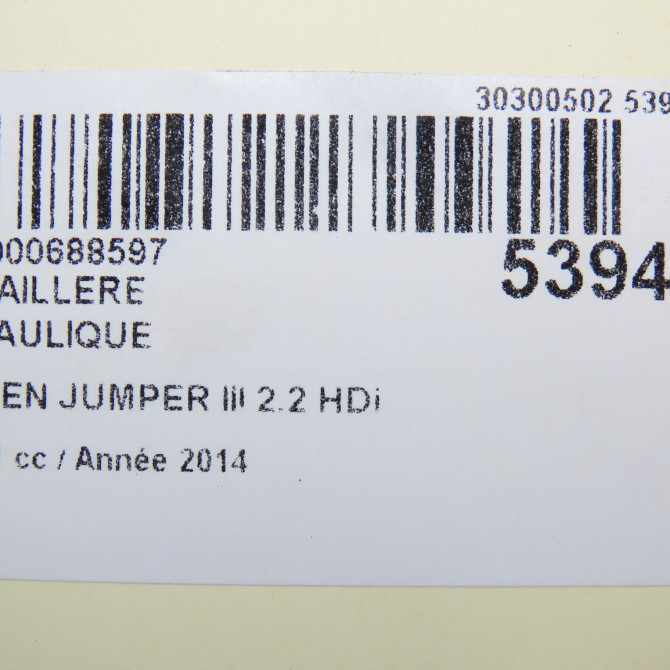 30300502 539
000688597
5394
AILLERE
AULIQUE
EN JUMPER III 2.2 HDi
cc / Année 2014